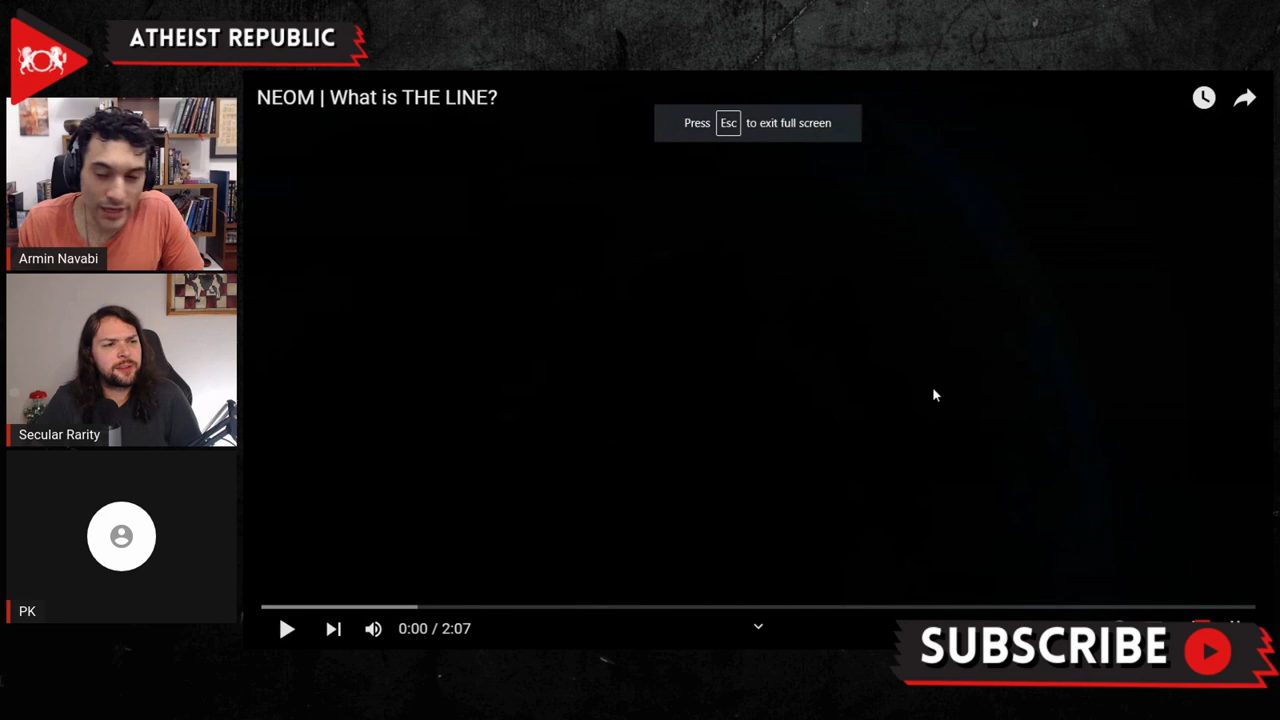 ATHEIST REPUBLIC
NEOM | What is THE LINE?
Press Esc to exit full screen
Armin Navabi
Secular Rarity
PK
0:00 / 2:07
SUBSCRIBE